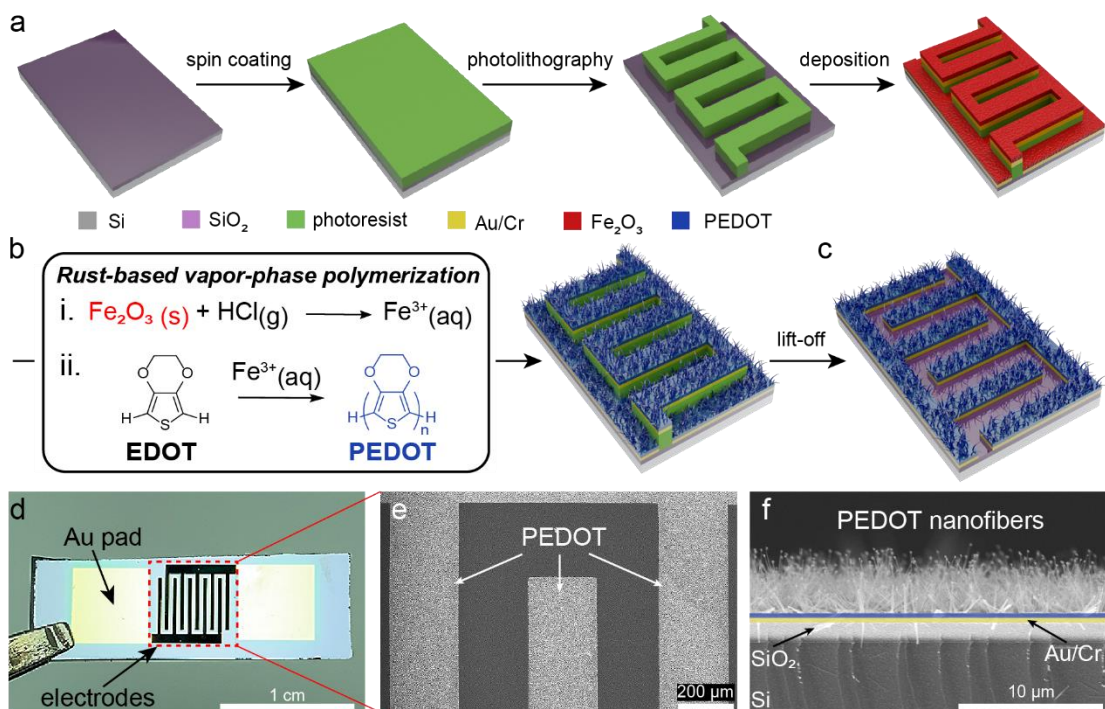 a
spin coating
photolithography
deposition
Si
SiO₂
photoresist
Au/Cr
Fe₂O₃
PEDOT
b
Rust-based vapor-phase polymerization
i. Fe₂O₃ (s) + HCl(g) → Fe³⁺(aq)
ii.
Fe³⁺(aq)
O O
O O
H S H
H ( S )n H
EDOT
PEDOT
c
lift-off
d
Au pad
electrodes
1 cm
e
PEDOT
200 µm
f
PEDOT nanofibers
SiO₂
Au/Cr
Si
10 µm